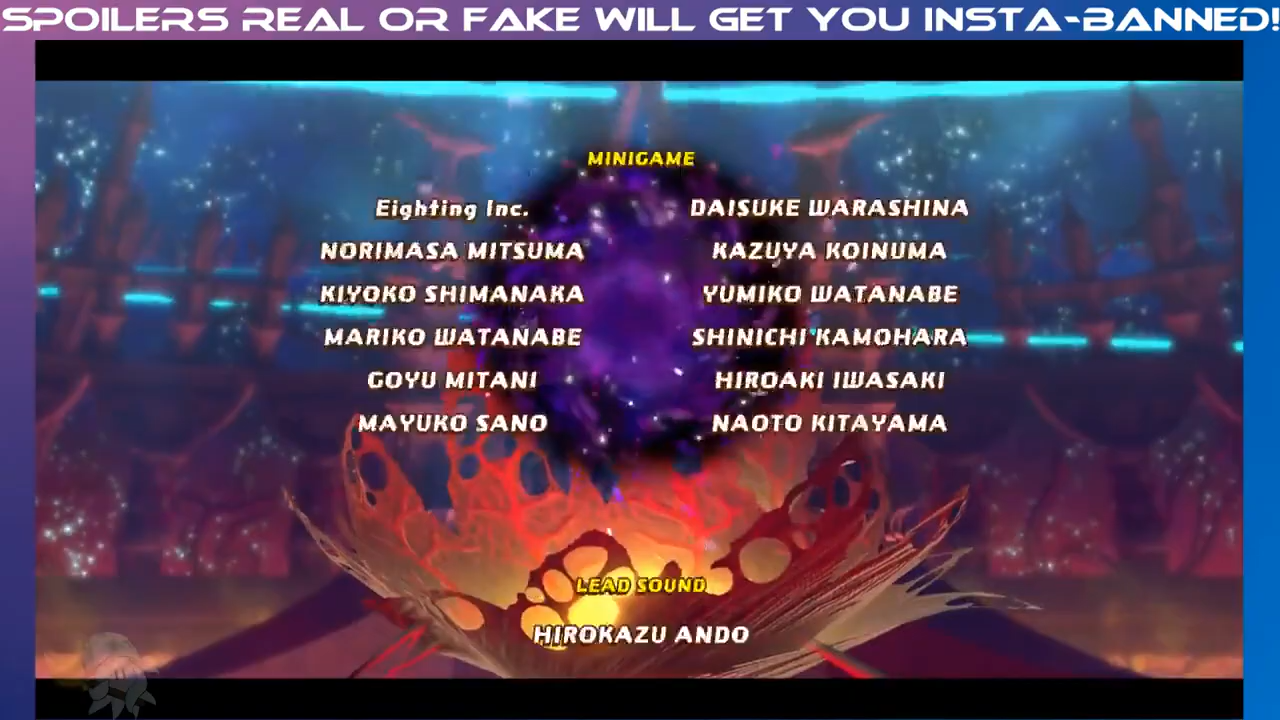 SPOILERS REAL OR FAKE WILL GET YOU INSTA-BANNED!
MINIGAME
Eighting Inc.
DAISUKE WARASHINA
NORIMASA MITSUMA
KAZUYA KOINUMA
KIYOKO SHIMANAKA
YUMIKO WATANABE
MARIKO WATANABE
SHINICHI KAMOHARA
GOYU MITANI
HIROAKI IWASAKI
MAYUKO SANO
NAOTO KITAYAMA
LEAD SOUND
HIROKAZU ANDO